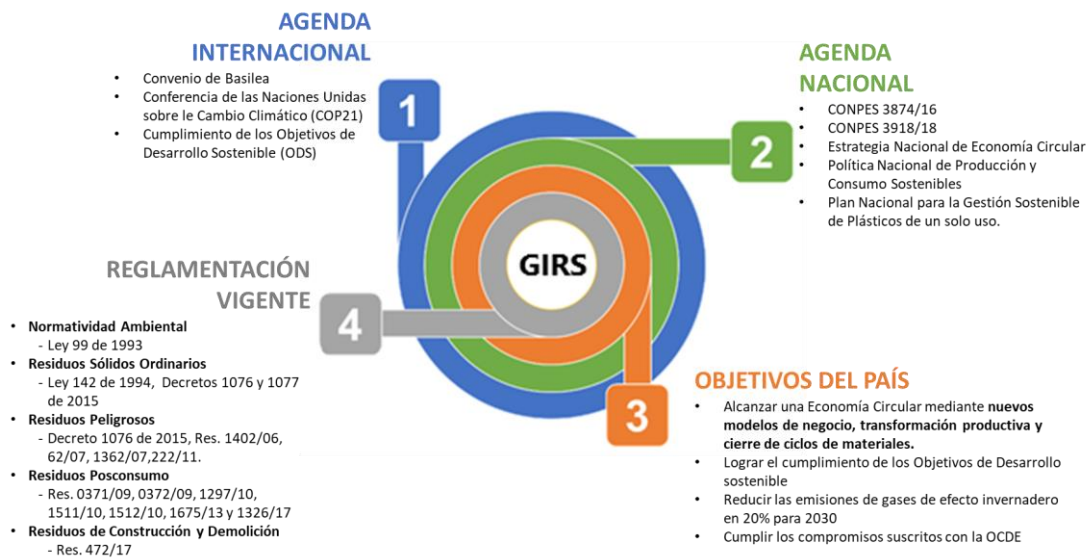 AGENDA
INTERNACIONAL
• Convenio de Basilea
• Conferencia de las Naciones Unidas
sobre le Cambio Climático (COP21)
• Cumplimiento de los Objetivos de
Desarrollo Sostenible (ODS)
1
AGENDA
NACIONAL
• CONPES 3874/16
• CONPES 3918/18
• Estrategia Nacional de Economía Circular
• Política Nacional de Producción y
Consumo Sostenibles
• Plan Nacional para la Gestión Sostenible
de Plásticos de un solo uso.
2
GIRS
REGLAMENTACIÓN
VIGENTE
4
• Normatividad Ambiental
- Ley 99 de 1993
• Residuos Sólidos Ordinarios
- Ley 142 de 1994, Decretos 1076 y 1077
de 2015
• Residuos Peligrosos
- Decreto 1076 de 2015, Res. 1402/06,
62/07, 1362/07,222/11.
• Residuos Posconsumo
- Res. 0371/09, 0372/09, 1297/10,
1511/10, 1512/10, 1675/13 y 1326/17
• Residuos de Construcción y Demolición
- Res. 472/17
3
OBJETIVOS DEL PAÍS
• Alcanzar una Economía Circular mediante nuevos
modelos de negocio, transformación productiva y
cierre de ciclos de materiales.
• Lograr el cumplimiento de los Objetivos de Desarrollo
sostenible
• Reducir las emisiones de gases de efecto invernadero
en 20% para 2030
• Cumplir los compromisos suscritos con la OCDE